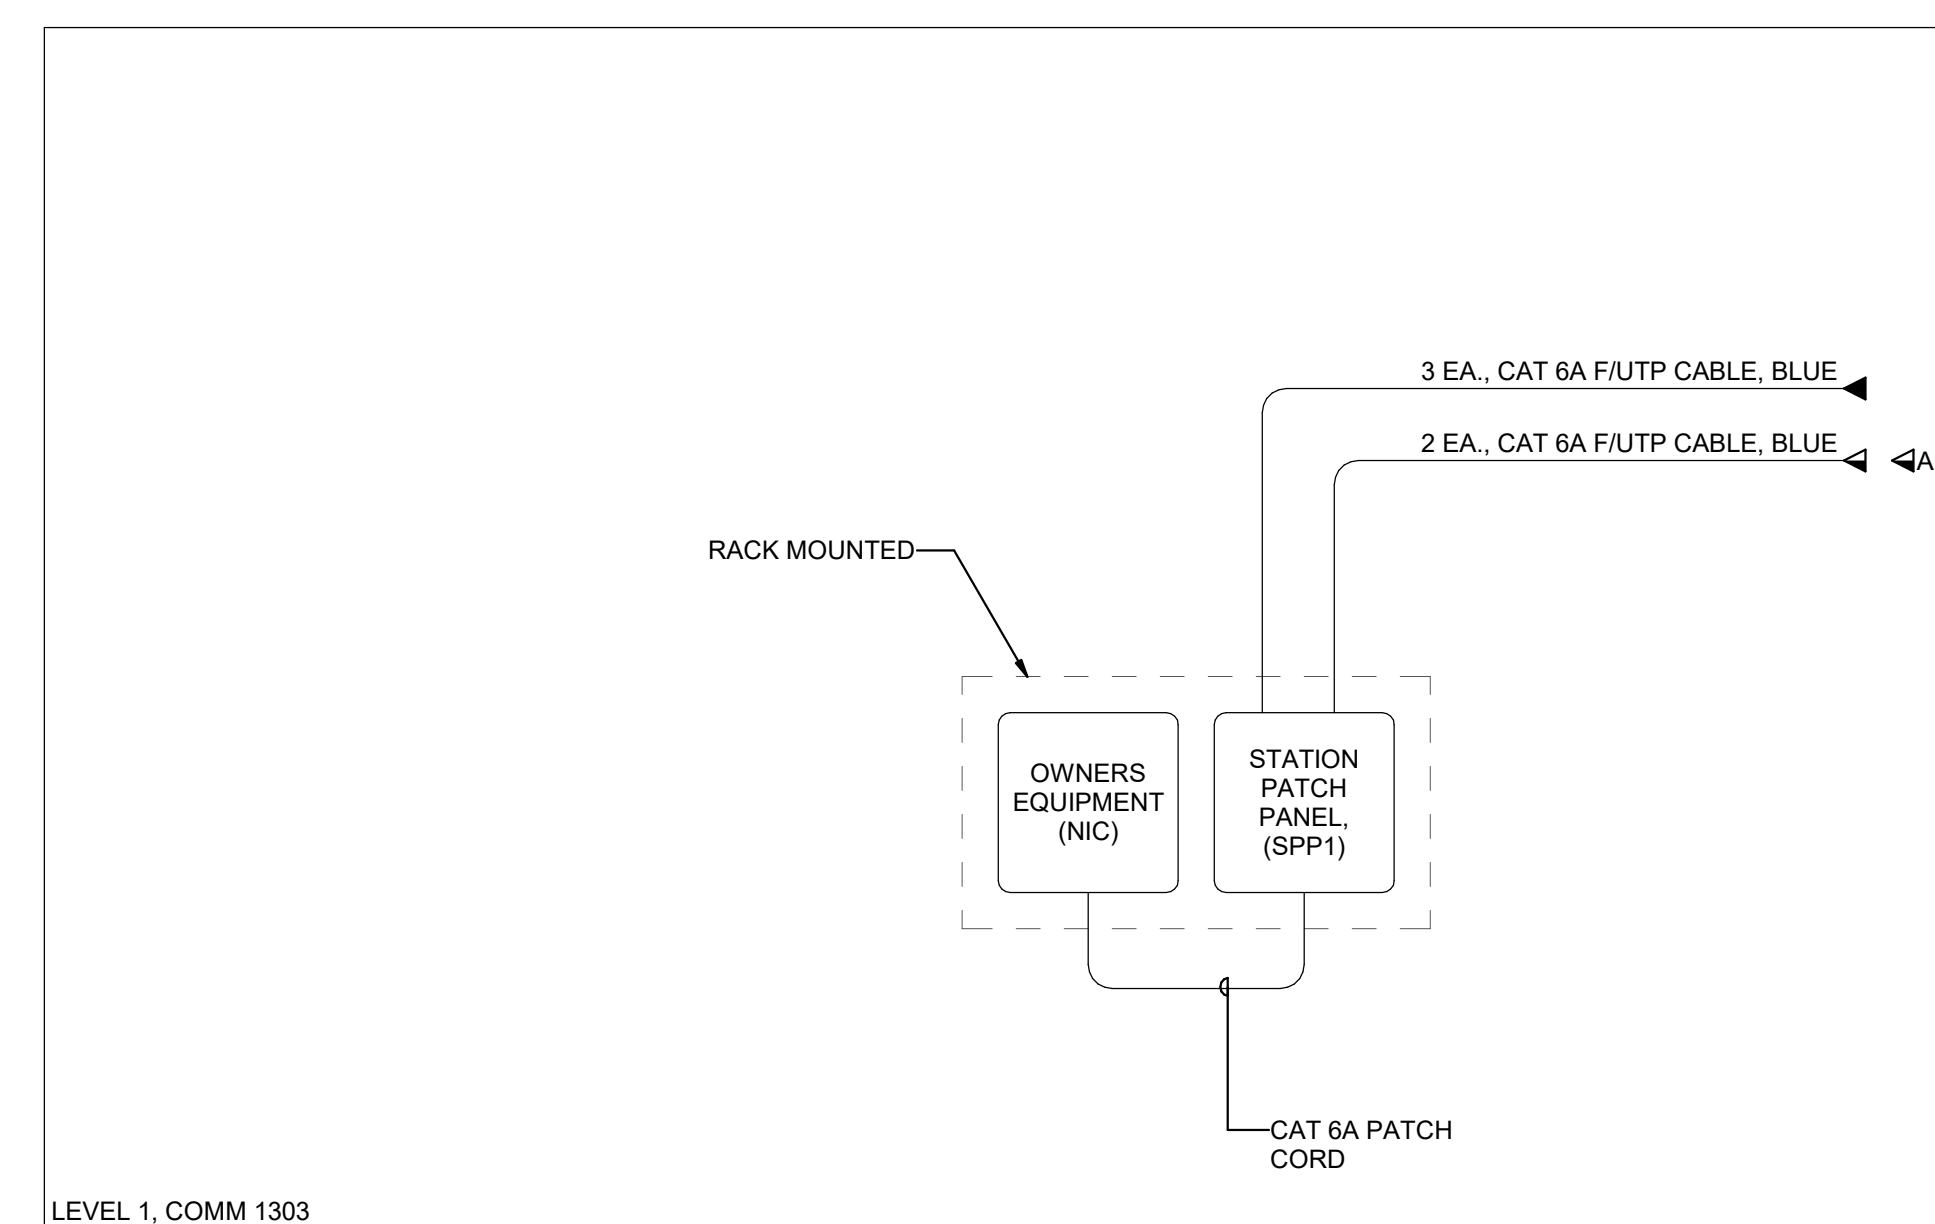 3 EA., CAT 6A F/UTP CABLE, BLUE
2 EA., CAT 6A F/UTP CABLE, BLUE
A
RACK MOUNTED
OWNERS
EQUIPMENT
(NIC)
STATION
PATCH
PANEL,
(SPP1)
CAT 6A PATCH
CORD
LEVEL 1, COMM 1303